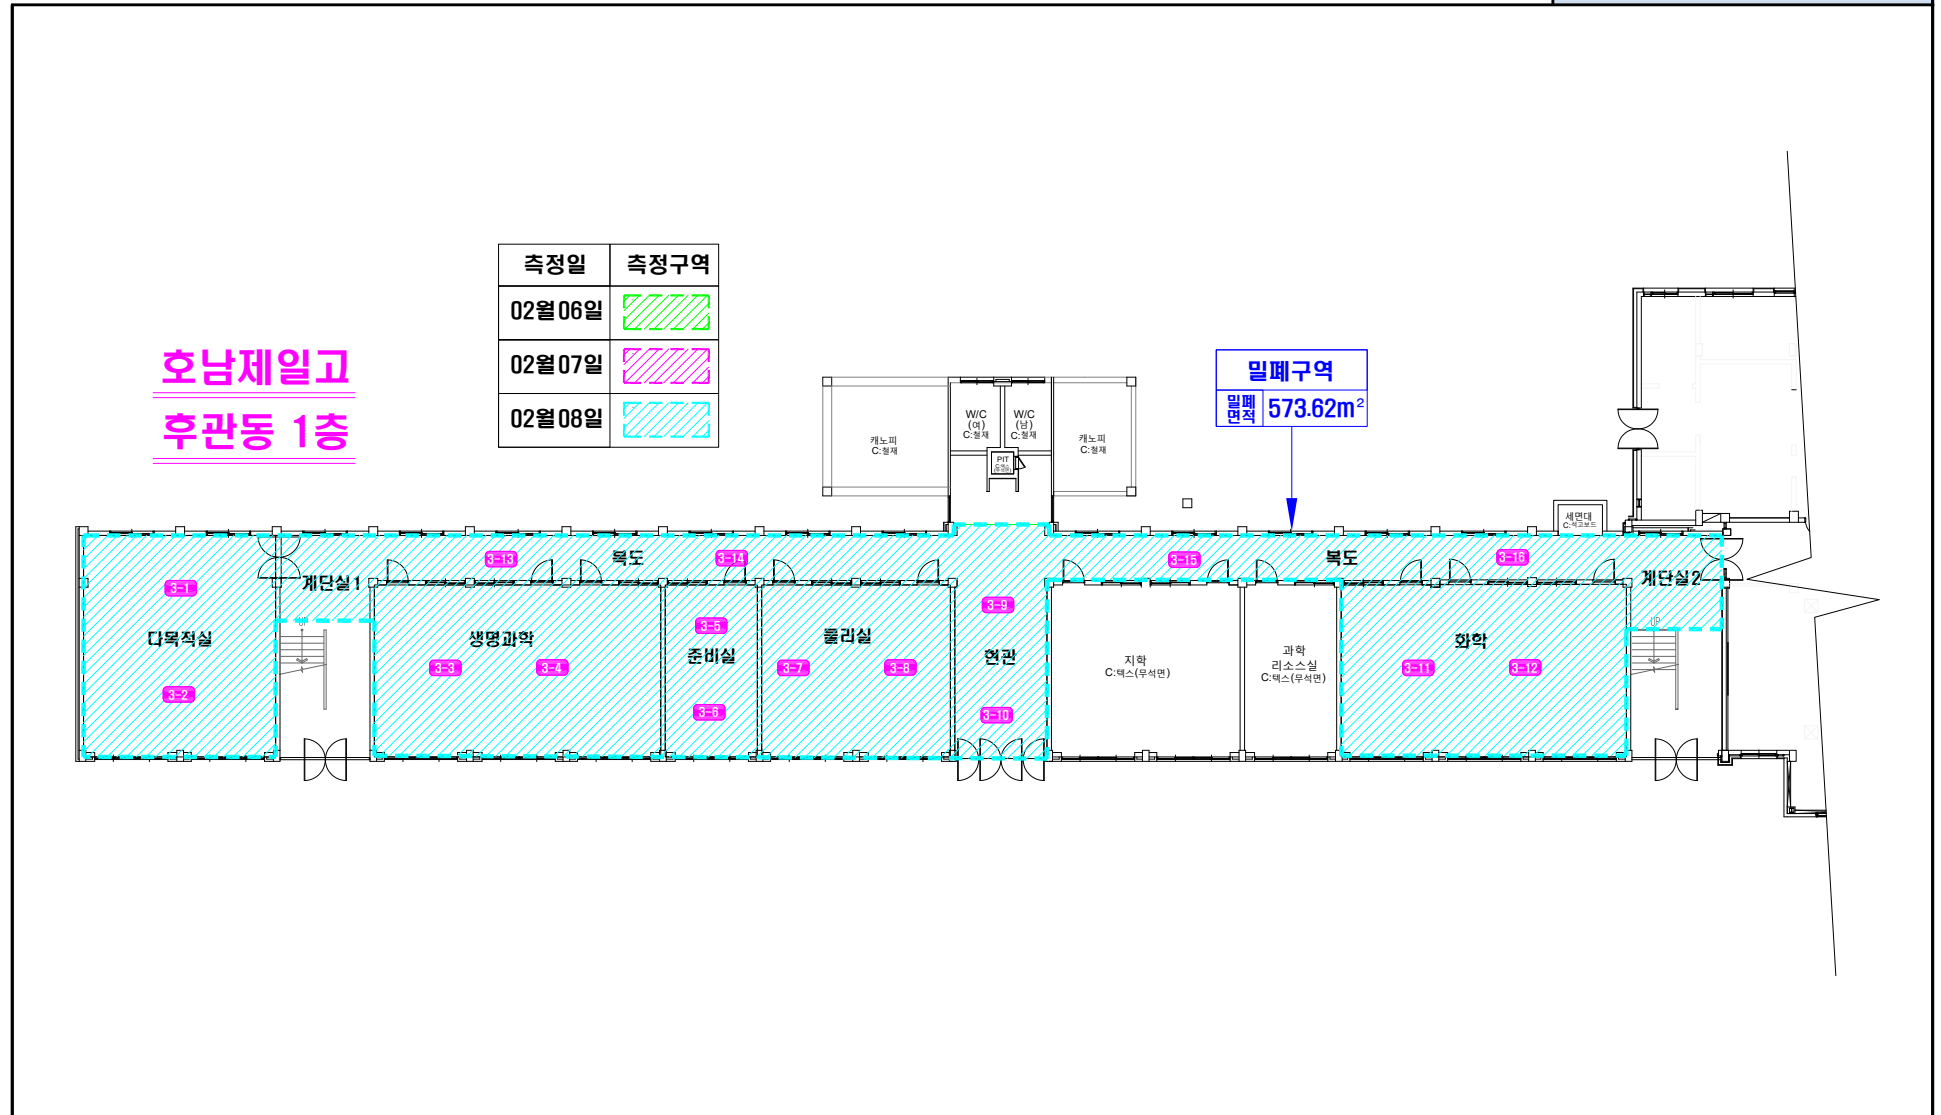 측정일 측정구역
02월06일
02월07일
02월08일
호남제일고
후관동 1층
밀폐구역
밀폐면적 573.62m²
캐노피
C:철재
W/C
(여)
C:철재
W/C
(남)
C:철재
캐노피
C:철재
PIT
세면대
C:석고보드
3-13
복도
3-14
3-15
복도
3-16
계단실1
계단실2
3-1
다목적실
3-2
UP
생명과학
3-3
3-4
3-5
준비실
3-6
물리실
3-7
3-8
3-9
현관
3-10
지학
C:텍스(무석면)
과학
리소스실
C:텍스(무석면)
화학
3-11
3-12
UP